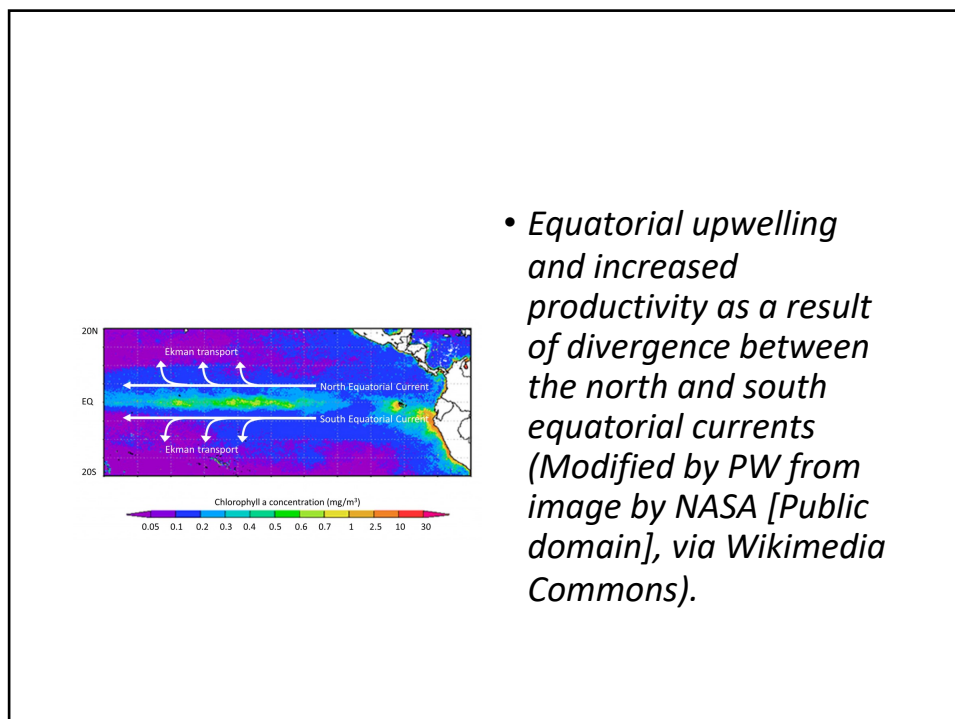 20N
Ekman transport
North Equatorial Current
EQ
South Equatorial Current
Ekman transport
20S
Chlorophyll a concentration (mg/m³)
0.05 0.1 0.2 0.3 0.4 0.5 0.6 0.7 1 2.5 10 30
• Equatorial upwelling
and increased
productivity as a result
of divergence between
the north and south
equatorial currents
(Modified by PW from
image by NASA [Public
domain], via Wikimedia
Commons).